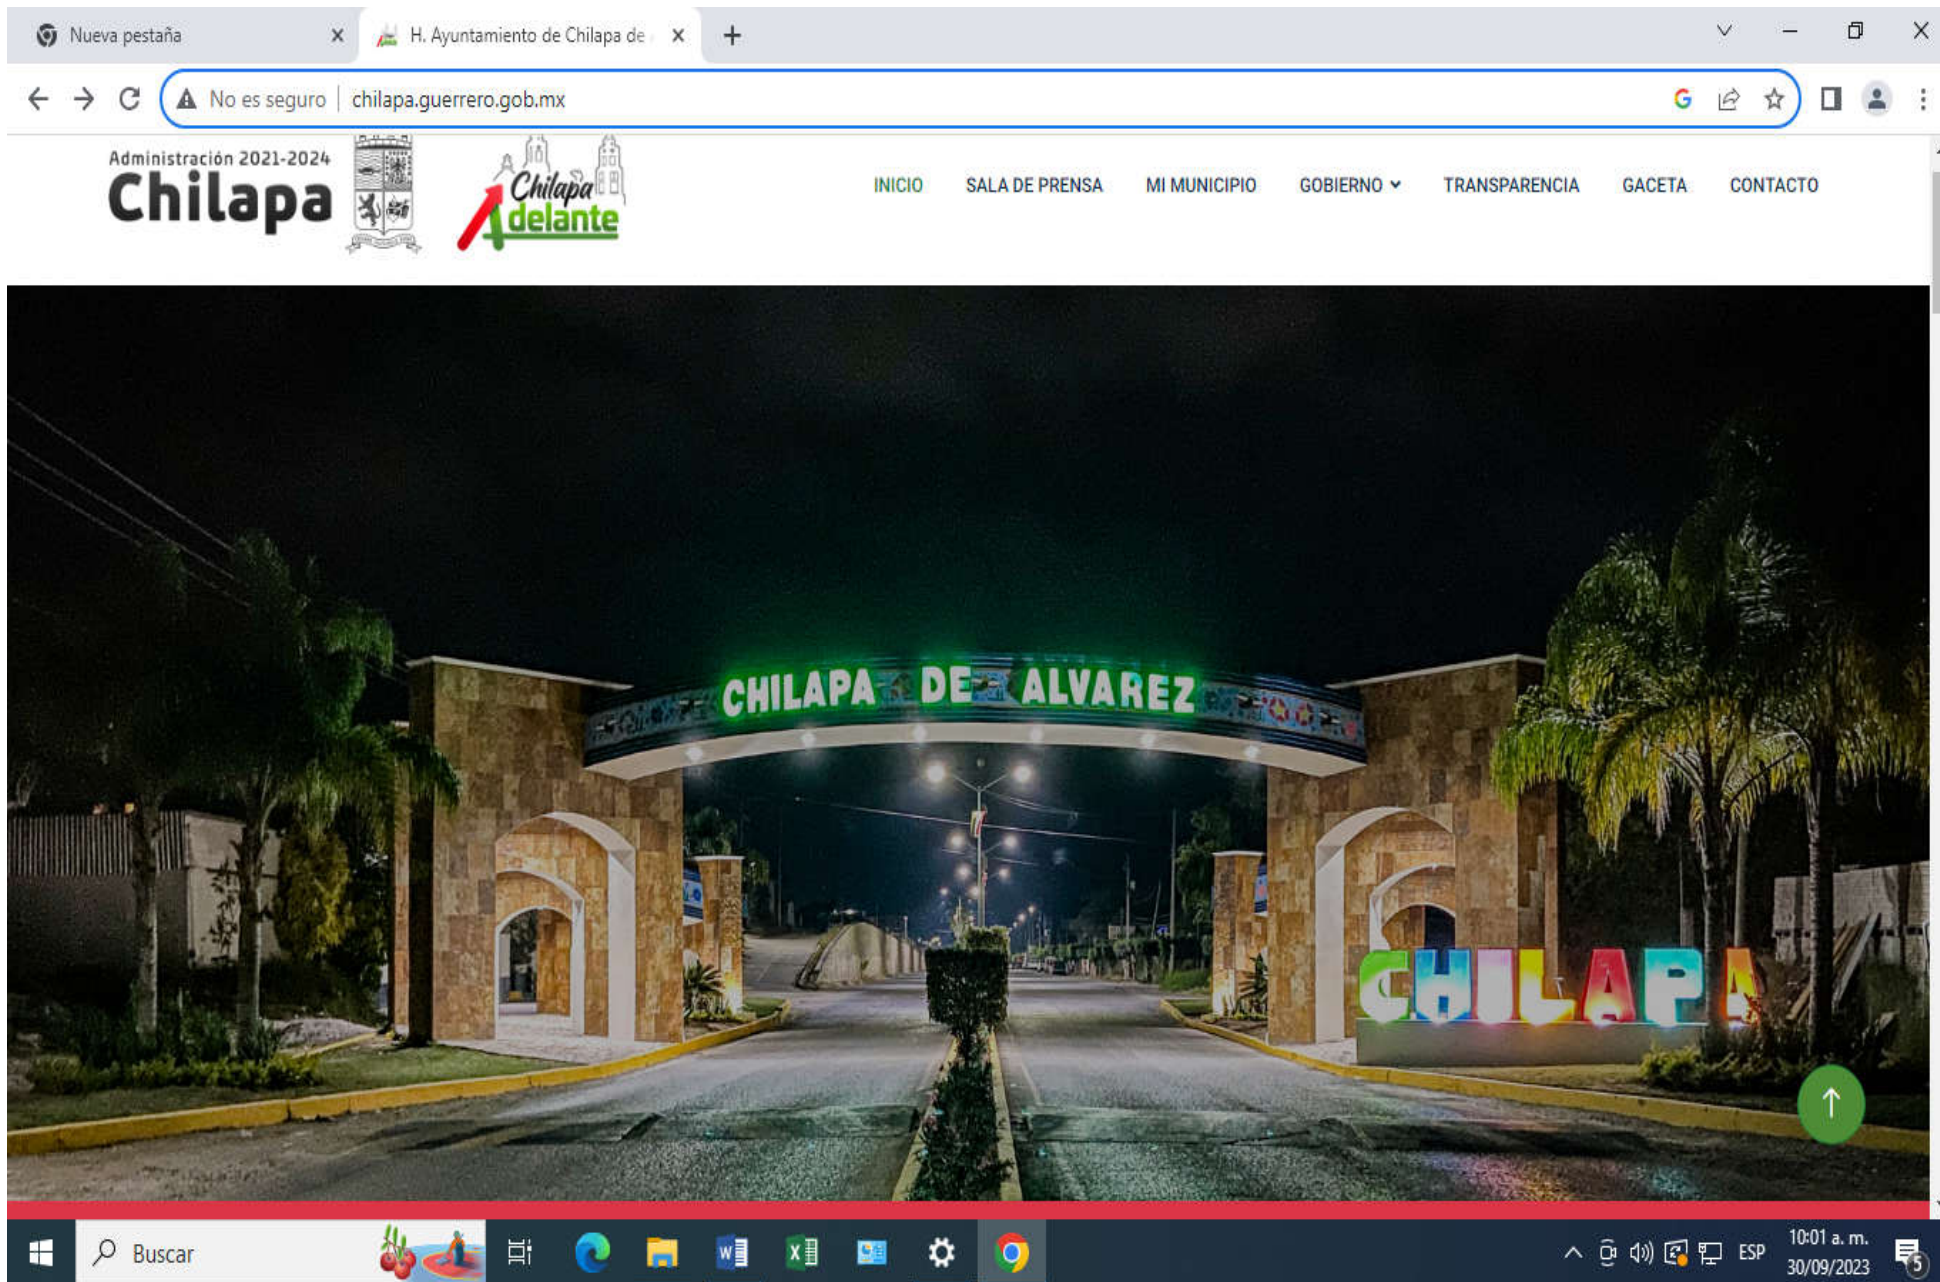 Nueva pestaña
H. Ayuntamiento de Chilapa de
No es seguro
chilapa.guerrero.gob.mx
Administración 2021-2024
Chilapa
Chilapa
Adelante
INICIO
SALA DE PRENSA
MI MUNICIPIO
GOBIERNO
TRANSPARENCIA
GACETA
CONTACTO
CHILAPA DE ALVAREZ
CHILAPA
Buscar
ESP
10:01 a. m.
30/09/2023
5